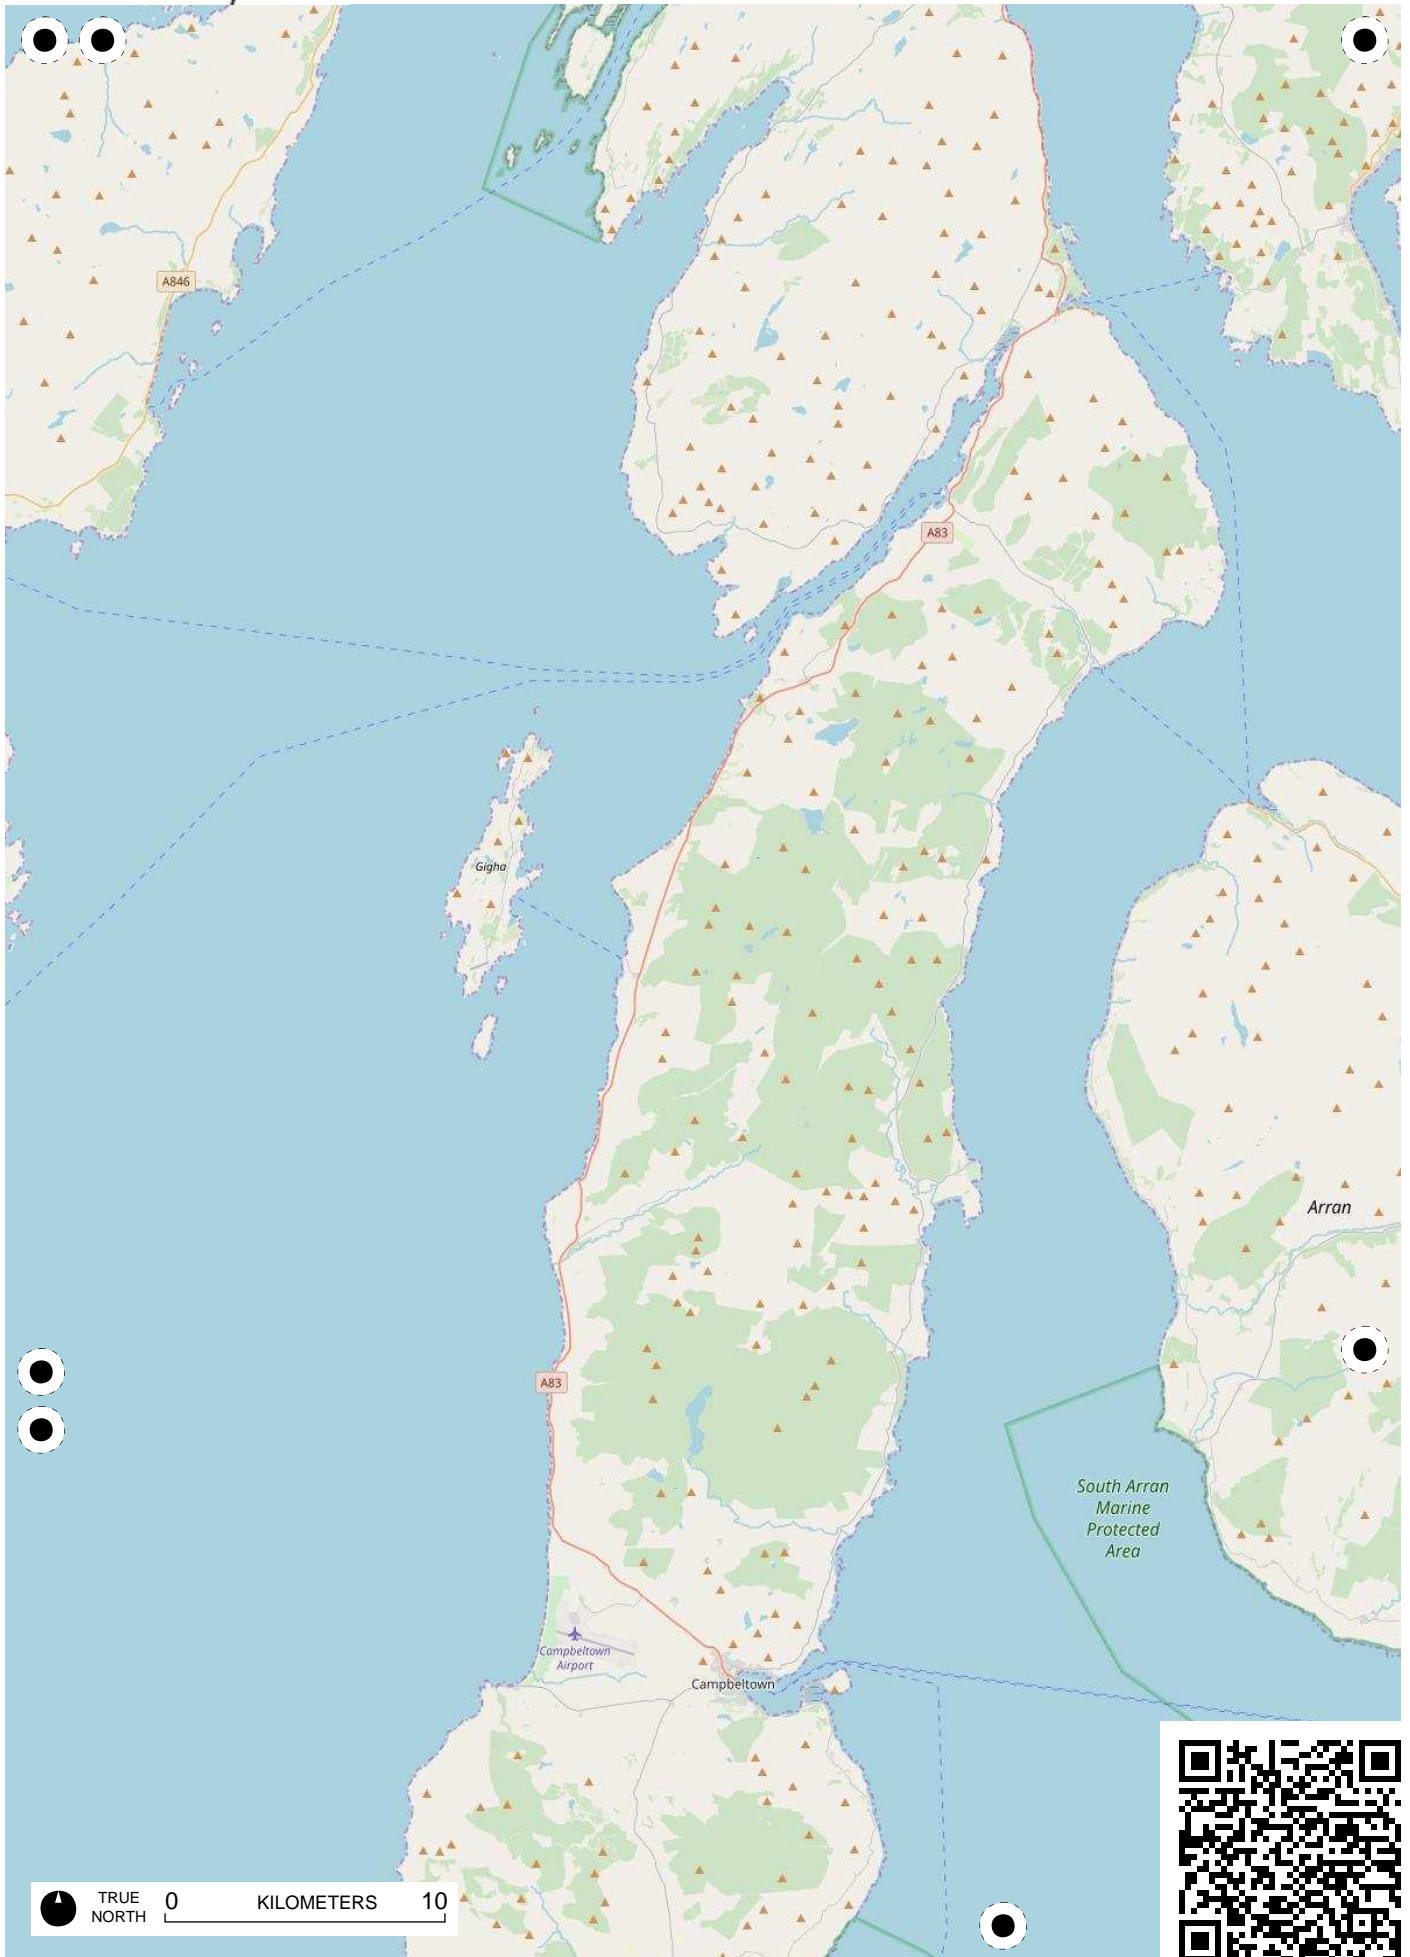 A846
A83
Gigha
Arran
A83
South Arran
Marine
Protected
Area
Campbeltown
Airport
Campbeltown
TRUE
NORTH
0 KILOMETERS 10